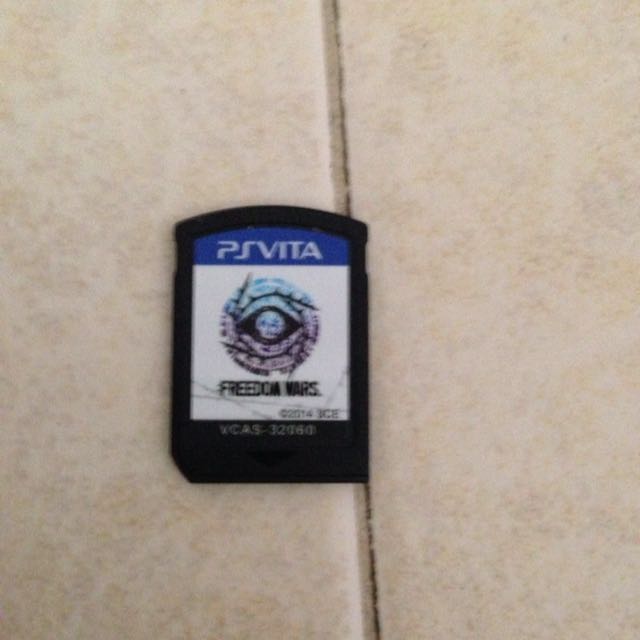 PSVITA
FREEDOM WARS
©2014 SCE
VCAS-32060